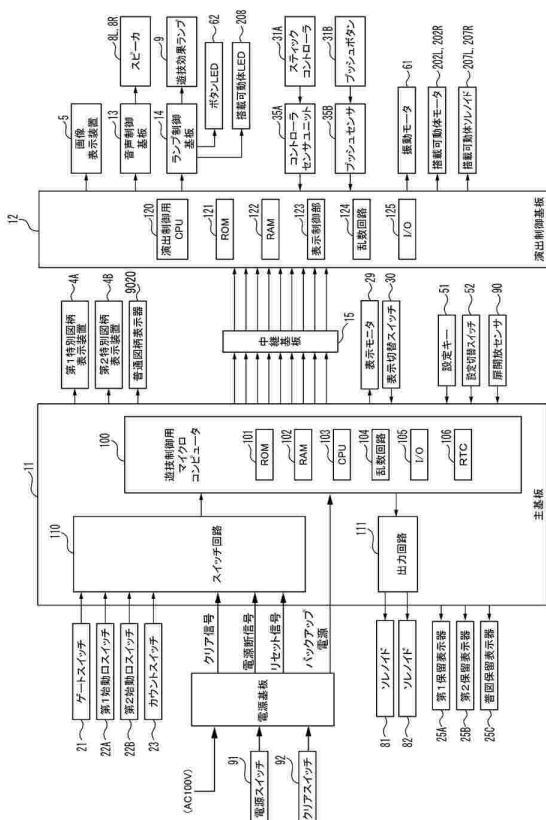 12
5
画像
表示装置
8L, 8R
スピーカ
13
音声制御
基板
9
遊技効果ランプ
14
ランプ制御
基板
62
ボタンLED
208
搭載可動体LED
31A
スティック
コントローラ
35A
コントローラ
センサユニット
31B
プッシュボタン
35B
プッシュセンサ
61
振動モータ
202L, 202R
搭載可動体モータ
207L, 207R
搭載可動体ソレノイド
120
演出制御用
CPU
121
ROM
122
RAM
123
表示制御部
124
乱数回路
125
I/O
演出制御基板
4A
第1特別図柄
表示装置
4B
第2特別図柄
表示装置
9020
普通図柄表示器
中継基板
15
29
表示モニタ
30
表示切替スイッチ
51
設定キー
52
設定切替スイッチ
90
扉開放センサ
11
100
遊技制御用
マイクロ
コンピュータ
101
ROM
102
RAM
103
CPU
104
乱数回路
105
I/O
106
RTC
110
スイッチ回路
111
出力回路
主基板
21
ゲートスイッチ
22A
第1始動口スイッチ
22B
第2始動口スイッチ
23
カウントスイッチ
クリア信号
電源断信号
リセット信号
バックアップ
電源
電源基板
(AC100V)
91
電源スイッチ
92
クリアスイッチ
81
ソレノイド
82
ソレノイド
25A
第1保留表示器
25B
第2保留表示器
25C
普図保留表示器